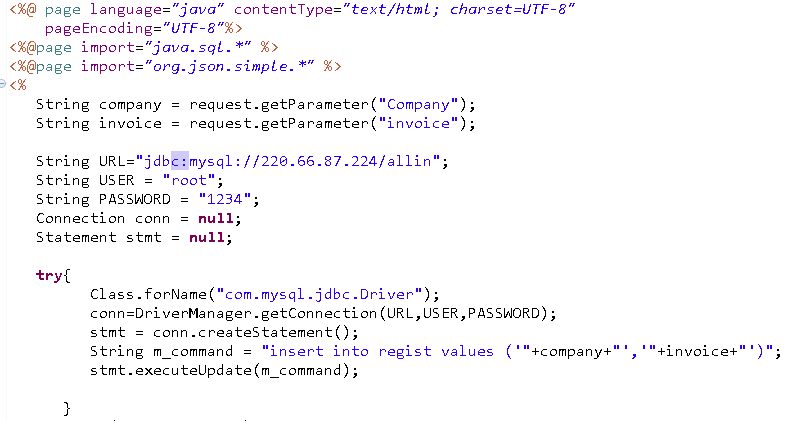 <%@ page language="java" contentType="text/html; charset=UTF-8"
pageEncoding="UTF-8"%>
<%@page import="java.sql.*" %>
<%@page import="org.json.simple.*" %>
<%
String company = request.getParameter("Company");
String invoice = request.getParameter("invoice");
String URL="jdbc:mysql://220.66.87.224/allin";
String USER = "root";
String PASSWORD = "1234";
Connection conn = null;
Statement stmt = null;
try{
Class.forName("com.mysql.jdbc.Driver");
conn=DriverManager.getConnection(URL,USER,PASSWORD);
stmt = conn.createStatement();
String m_command = "insert into regist values ('"+company+"','"+invoice+"')";
stmt.executeUpdate(m_command);
}